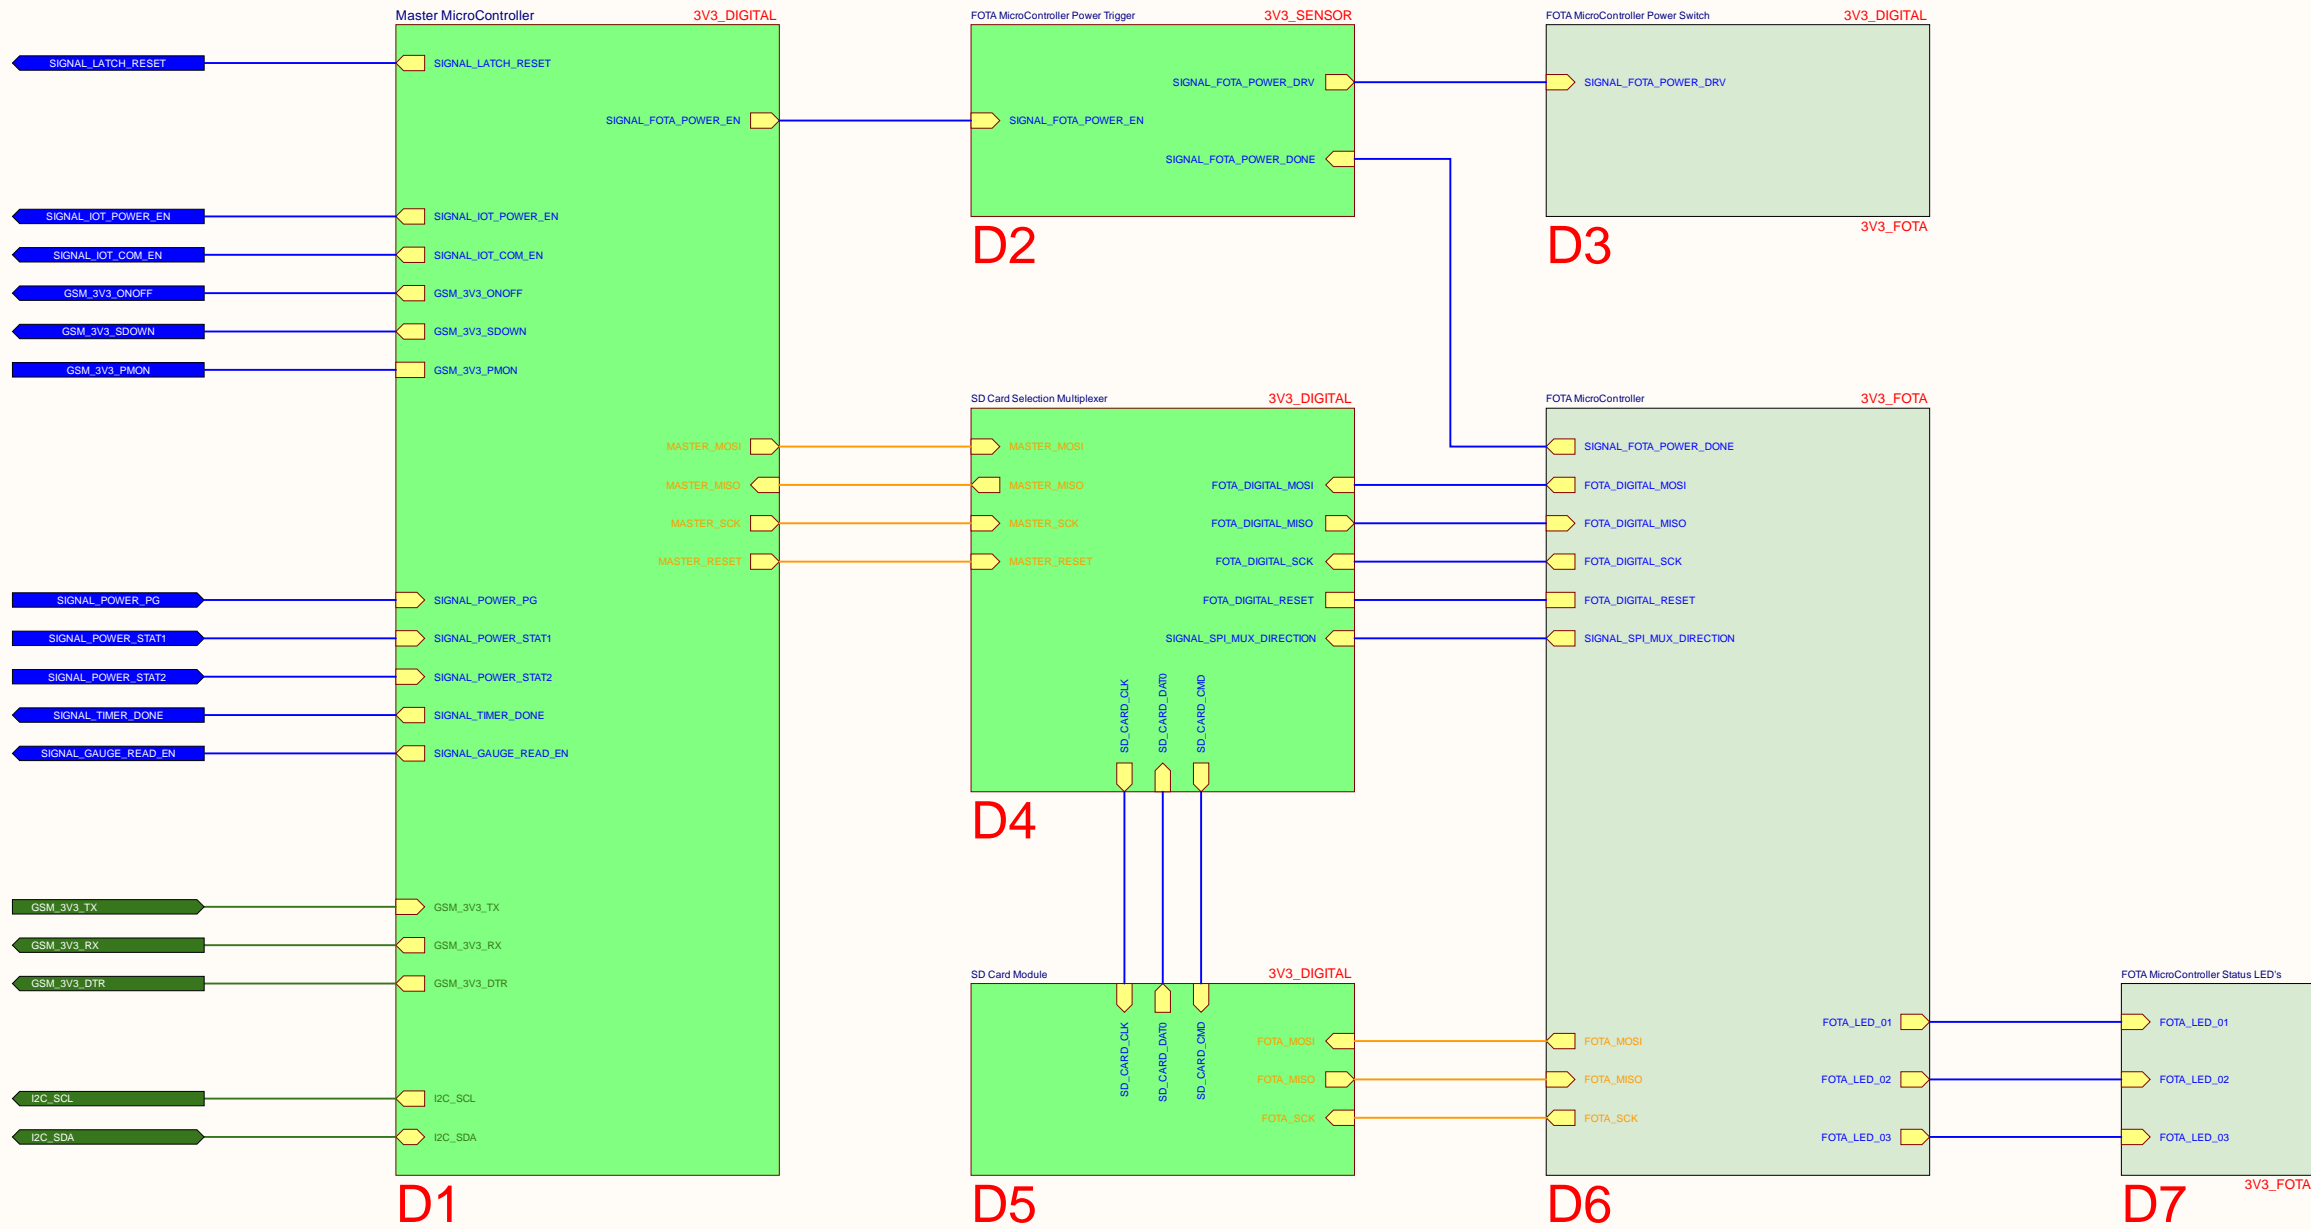 Master MicroController
3V3_DIGITAL
SIGNAL_LATCH_RESET
SIGNAL_LATCH_RESET
SIGNAL_FOTA_POWER_EN
SIGNAL_IOT_POWER_EN
SIGNAL_IOT_POWER_EN
SIGNAL_IOT_COM_EN
SIGNAL_IOT_COM_EN
GSM_3V3_ONOFF
GSM_3V3_ONOFF
GSM_3V3_SDOWN
GSM_3V3_SDOWN
GSM_3V3_PMON
GSM_3V3_PMON
MASTER_MOSI
MASTER_MISO
MASTER_SCK
MASTER_RESET
SIGNAL_POWER_PG
SIGNAL_POWER_PG
SIGNAL_POWER_STAT1
SIGNAL_POWER_STAT1
SIGNAL_POWER_STAT2
SIGNAL_POWER_STAT2
SIGNAL_TIMER_DONE
SIGNAL_TIMER_DONE
SIGNAL_GAUGE_READ_EN
SIGNAL_GAUGE_READ_EN
GSM_3V3_TX
GSM_3V3_TX
GSM_3V3_RX
GSM_3V3_RX
GSM_3V3_DTR
GSM_3V3_DTR
I2C_SCL
I2C_SCL
I2C_SDA
I2C_SDA
D1
FOTA MicroController Power Trigger
3V3_SENSOR
SIGNAL_FOTA_POWER_DRV
SIGNAL_FOTA_POWER_EN
SIGNAL_FOTA_POWER_DONE
D2
FOTA MicroController Power Switch
3V3_DIGITAL
SIGNAL_FOTA_POWER_DRV
3V3_FOTA
D3
SD Card Selection Multiplexer
3V3_DIGITAL
MASTER_MOSI
MASTER_MISO
MASTER_SCK
MASTER_RESET
FOTA_DIGITAL_MOSI
FOTA_DIGITAL_MISO
FOTA_DIGITAL_SCK
FOTA_DIGITAL_RESET
SIGNAL_SPI_MUX_DIRECTION
SD_CARD_CLK
SD_CARD_DAT0
SD_CARD_CMD
D4
SD Card Module
3V3_DIGITAL
SD_CARD_CLK
SD_CARD_DAT0
SD_CARD_CMD
FOTA_MOSI
FOTA_MISO
FOTA_SCK
D5
FOTA MicroController
3V3_FOTA
SIGNAL_FOTA_POWER_DONE
FOTA_DIGITAL_MOSI
FOTA_DIGITAL_MISO
FOTA_DIGITAL_SCK
FOTA_DIGITAL_RESET
SIGNAL_SPI_MUX_DIRECTION
FOTA_MOSI
FOTA_MISO
FOTA_SCK
FOTA_LED_01
FOTA_LED_02
FOTA_LED_03
D6
FOTA MicroController Status LED's
FOTA_LED_01
FOTA_LED_02
FOTA_LED_03
3V3_FOTA
D7